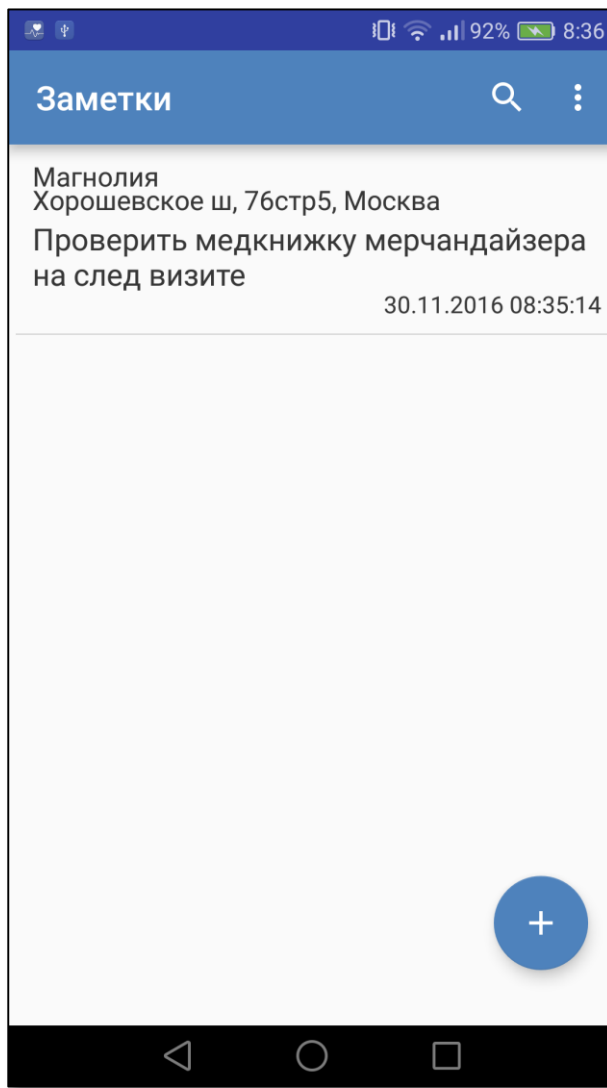 92% 8:36
Заметки
Магнолия
Хорошевское ш, 76стр5, Москва
Проверить медкнижку мерчандайзера
на след визите
30.11.2016 08:35:14